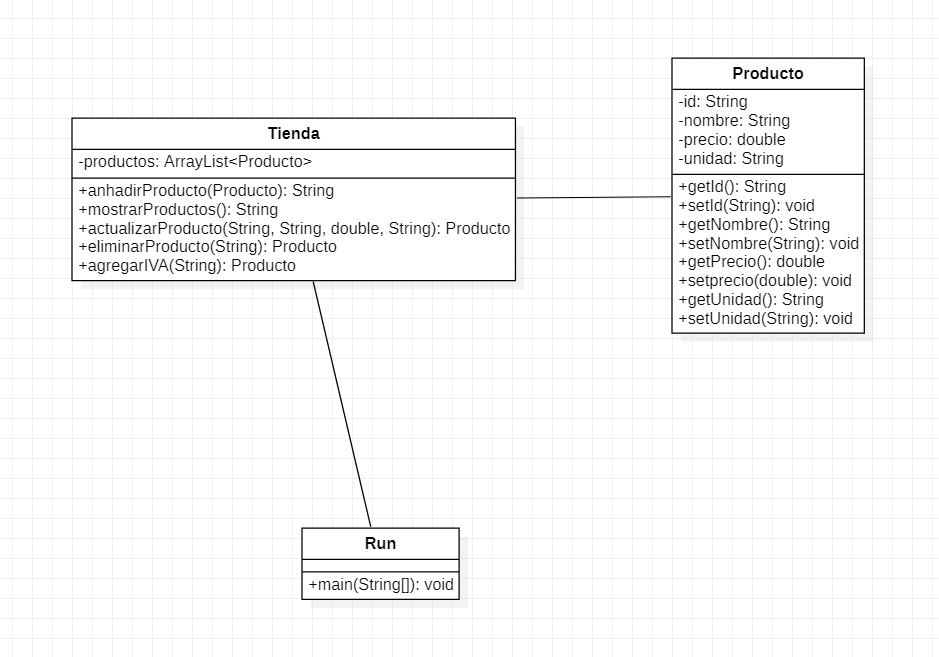 Tienda
-productos: ArrayList<Producto>
+anhadirProducto(Producto): String
+mostrarProductos(): String
+actualizarProducto(String, String, double, String): Producto
+eliminarProducto(String): Producto
+agregarIVA(String): Producto
Producto
-id: String
-nombre: String
-precio: double
-unidad: String
+getId(): String
+setId(String): void
+getNombre(): String
+setNombre(String): void
+getPrecio(): double
+setprecio(double): void
+getUnidad(): String
+setUnidad(String): void
Run
+main(String[]): void